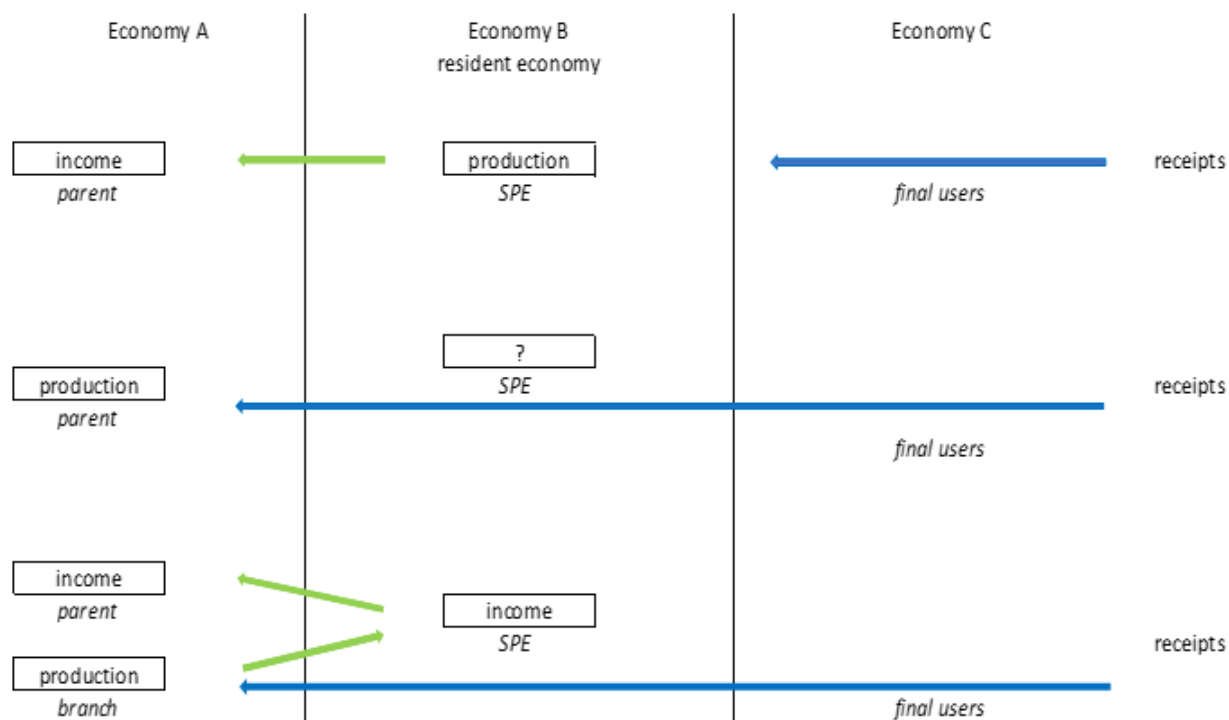 Economy A
Economy B
resident economy
Economy C
income
parent
production
SPE
final users
receipts
?
SPE
production
parent
final users
receipts
income
parent
income
SPE
production
branch
final users
receipts